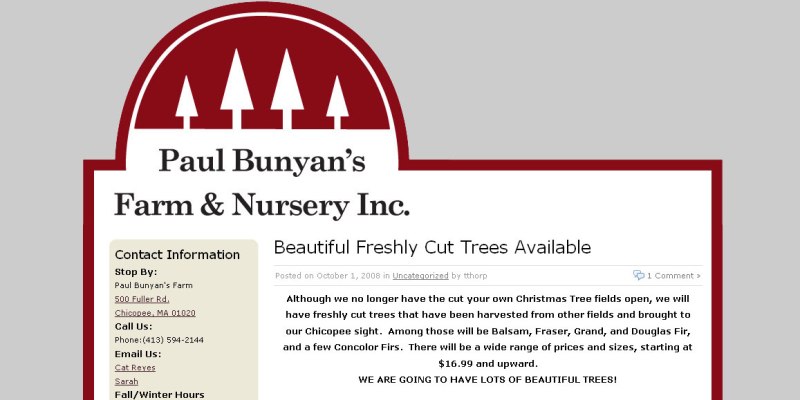 Paul Bunyan's
Farm & Nursery Inc.
Contact Information
Stop By:
Paul Bunyan's Farm
500 Fuller Rd.
Chicopee, MA 01020
Call Us:
Phone:(413) 594-2144
Email Us:
Cat Reyes
Sarah
Fall/Winter Hours
Beautiful Freshly Cut Trees Available
Posted on October 1, 2008 in Uncategorized by tthorp
1 Comment »
Although we no longer have the cut your own Christmas Tree fields open, we will
have freshly cut trees that have been harvested from other fields and brought to
our Chicopee sight.  Among those will be Balsam, Fraser, Grand, and Douglas Fir,
and a few Concolor Firs.  There will be a wide range of prices and sizes, starting at
$16.99 and upward.
WE ARE GOING TO HAVE LOTS OF BEAUTIFUL TREES!